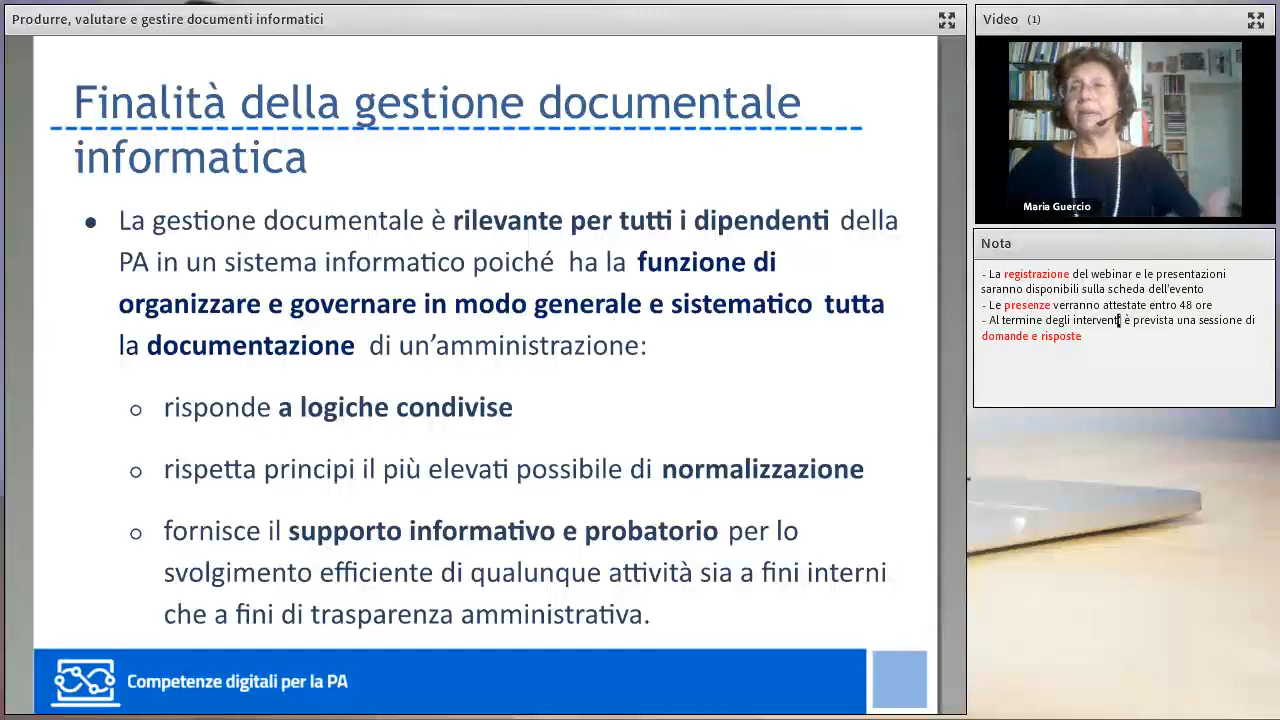 Produrre, valutare e gestire documenti informatici
Finalità della gestione documentale
informatica
● La gestione documentale è rilevante per tutti i dipendenti della
PA in un sistema informatico poiché ha la funzione di
organizzare e governare in modo generale e sistematico tutta
la documentazione di un'amministrazione:
○ risponde a logiche condivise
○ rispetta principi il più elevati possibile di normalizzazione
○ fornisce il supporto informativo e probatorio per lo
svolgimento efficiente di qualunque attività sia a fini interni
che a fini di trasparenza amministrativa.
Competenze digitali per la PA
Video (1)
Maria Guercio
Nota
- La registrazione del webinar e le presentazioni
saranno disponibili sulla scheda dell'evento
- Le presenze verranno attestate entro 48 ore
- Al termine degli interventi è prevista una sessione di
domande e risposte